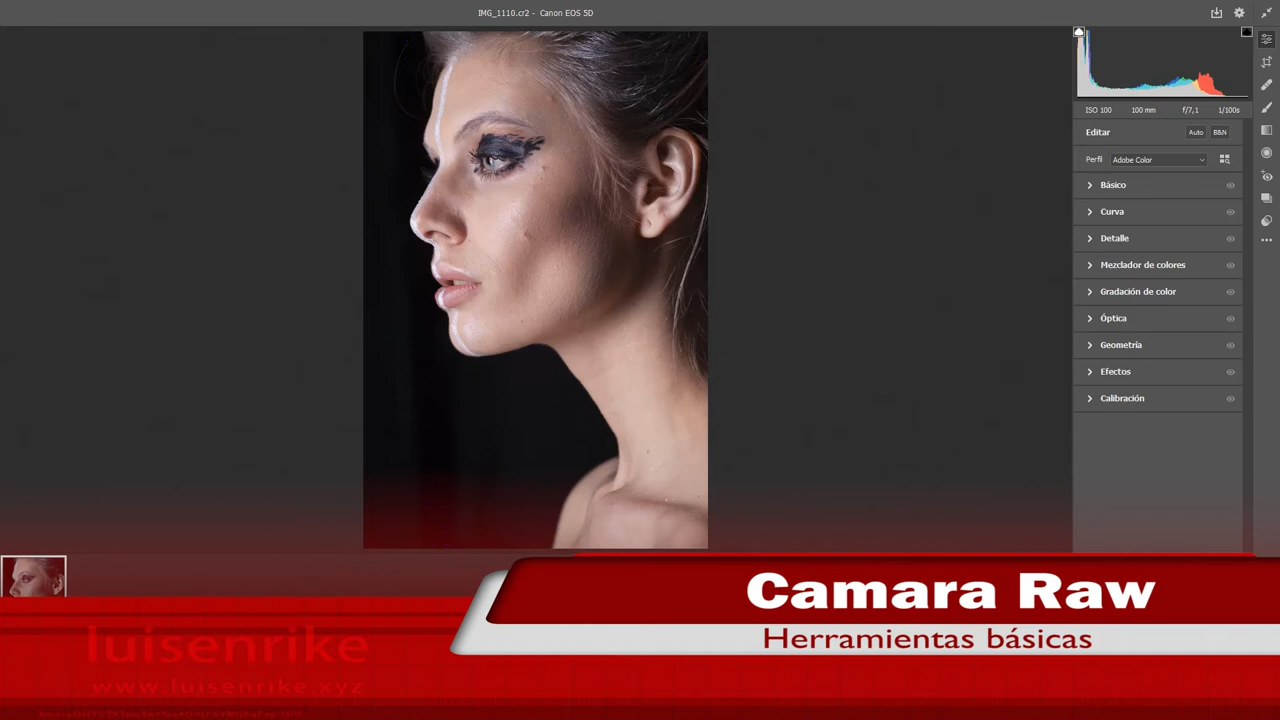 IMG_1110.cr2 - Canon EOS 5D
ISO 100 100 mm f/7,1 1/100s
Editar Auto B&N
Perfil Adobe Color
Básico
Curva
Detalle
Mezclador de colores
Gradación de color
Óptica
Geometría
Efectos
Calibración
Camara Raw
Herramientas básicas
luisenrike
www.luisenrike.xyz